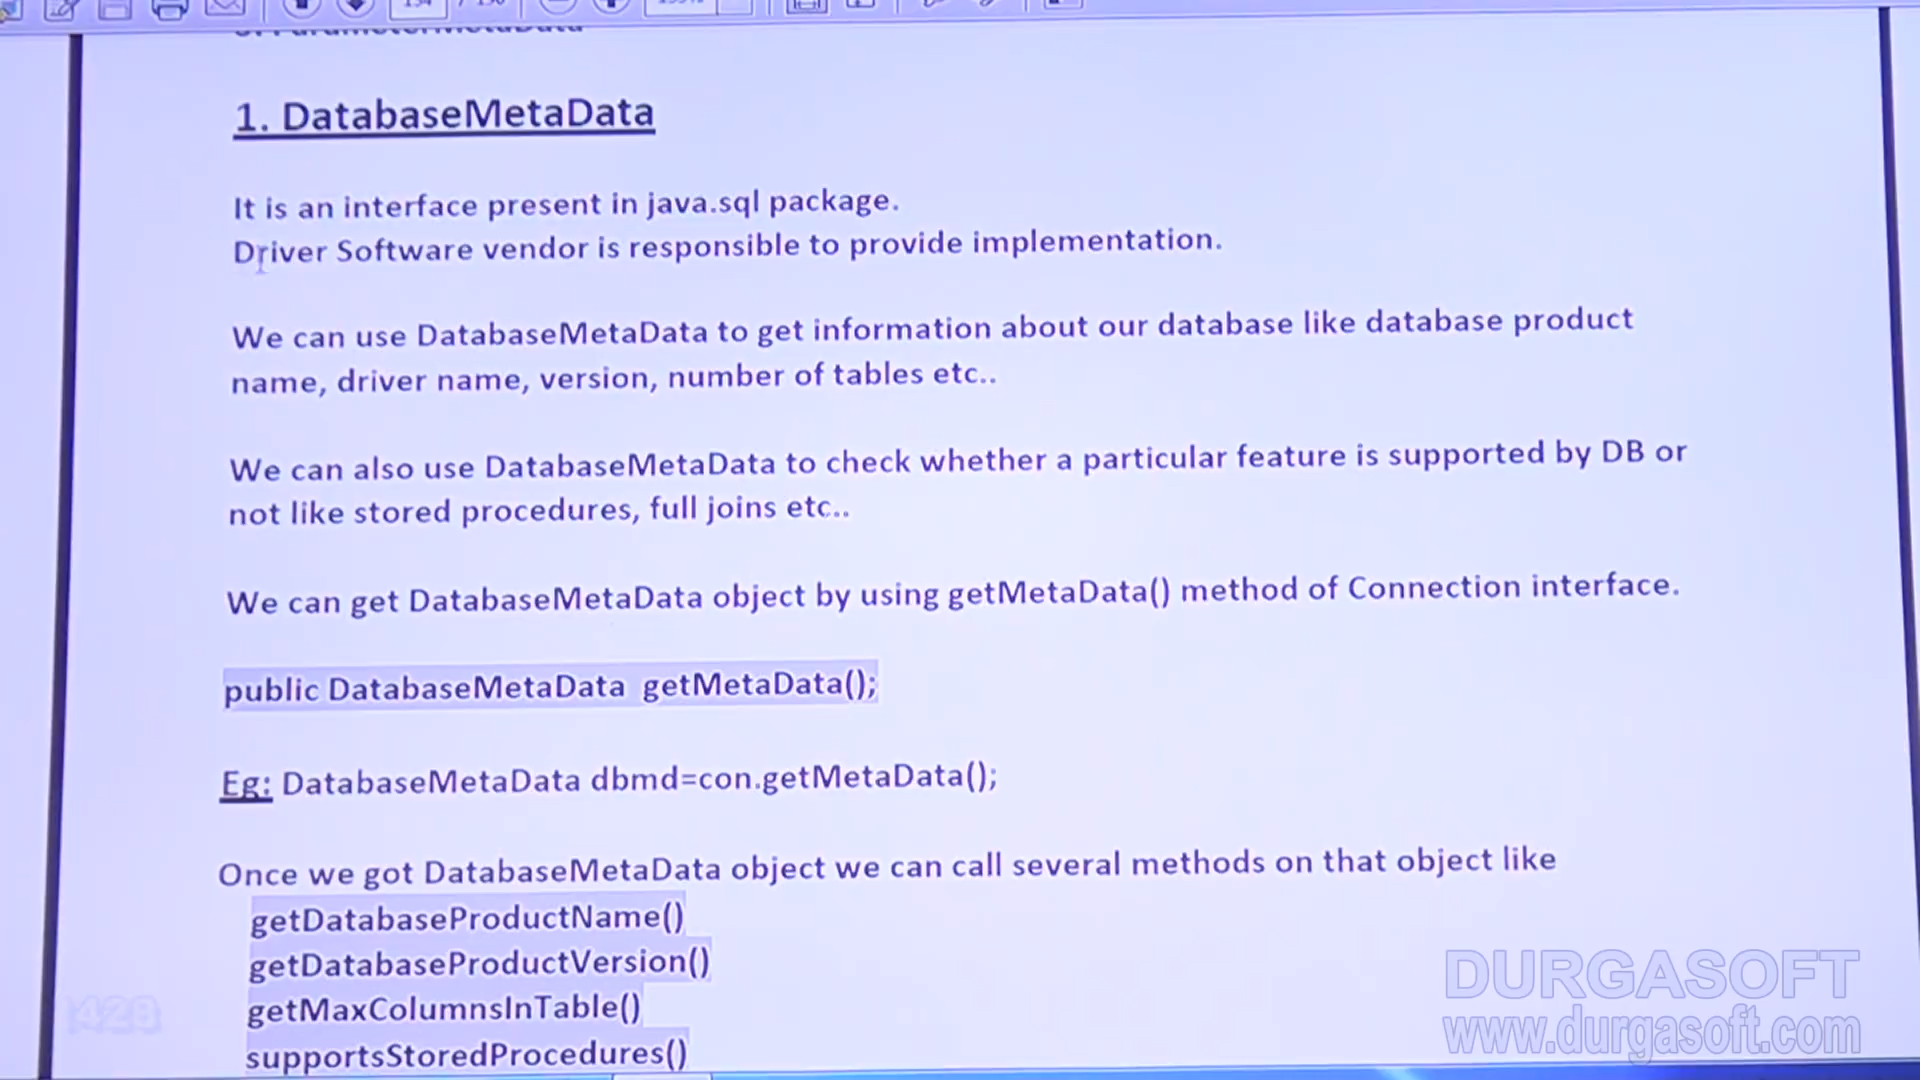 1. DatabaseMetaData
It is an interface present in java.sql package.
Driver Software vendor is responsible to provide implementation.
We can use DatabaseMetaData to get information about our database like database product
name, driver name, version, number of tables etc..
We can also use DatabaseMetaData to check whether a particular feature is supported by DB or
not like stored procedures, full joins etc..
We can get DatabaseMetaData object by using getMetaData() method of Connection interface.
public DatabaseMetaData getMetaData();
Eg: DatabaseMetaData dbmd=con.getMetaData();
Once we got DatabaseMetaData object we can call several methods on that object like
getDatabaseProductName()
getDatabaseProductVersion()
getMaxColumnsInTable()
supportsStoredProcedures()
DURGASOFT
www.durgasoft.com